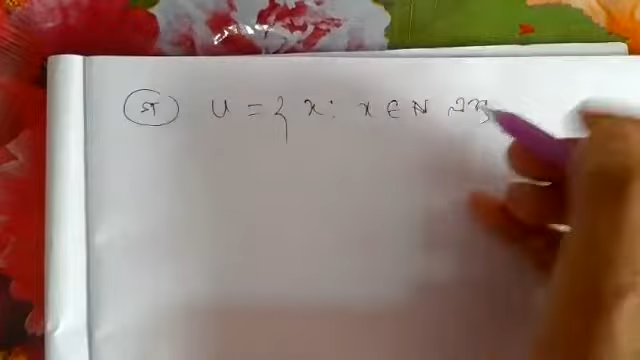 ক U = { x : x ∈ N এবং